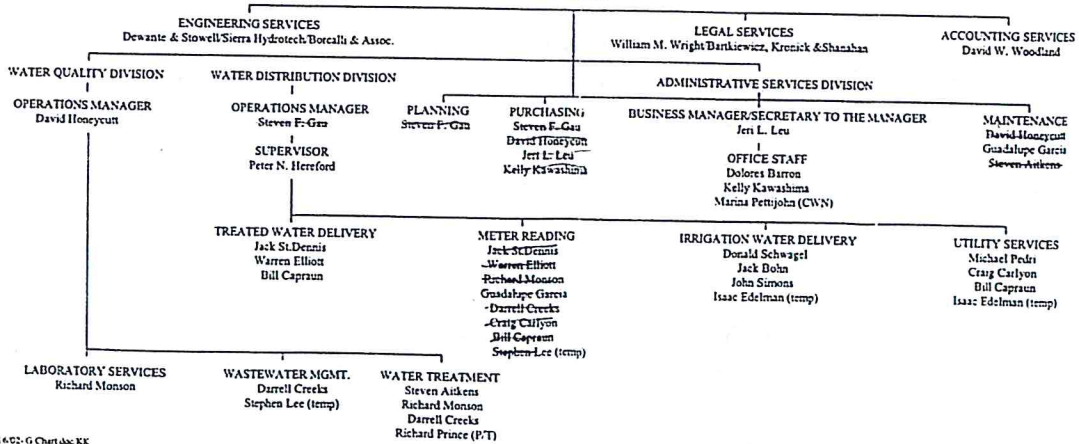 ENGINEERING SERVICES
Dewante & Stowell/Sierra Hydrotech/Borcalli & Assoc.
LEGAL SERVICES
William M. Wright/Bartkiewicz, Kronick & Shanahan
ACCOUNTING SERVICES
David W. Woodland
WATER QUALITY DIVISION
OPERATIONS MANAGER
David Honeycutt
WATER DISTRIBUTION DIVISION
OPERATIONS MANAGER
Steven F. Gau
SUPERVISOR
Peter N. Hereford
ADMINISTRATIVE SERVICES DIVISION
PLANNING
Steven F. Gau
PURCHASING
Steven F. Gau
David Honeycutt
Jeri L. Leu
Kelly Kawashima
BUSINESS MANAGER/SECRETARY TO THE MANAGER
Jeri L. Leu
OFFICE STAFF
Dolores Barron
Kelly Kawashima
Marina Pettijohn (CWN)
MAINTENANCE
David Honeycutt
Guadalupe Garcia
Steven Aitkens
TREATED WATER DELIVERY
Jack St.Dennis
Warren Elliott
Bill Capraun
METER READING
Jack St.Dennis
Warren Elliott
Richard Monson
Guadalupe Garcia
Darrell Creeks
Craig Carlyon
Bill Capraun
Stephen Lee (temp)
IRRIGATION WATER DELIVERY
Donald Schwagel
Jack Bohn
John Simons
Isaac Edelman (temp)
UTILITY SERVICES
Michael Pedri
Craig Carlyon
Bill Capraun
Isaac Edelman (temp)
LABORATORY SERVICES
Richard Monson
WASTEWATER MGMT.
Darrell Creeks
Stephen Lee (temp)
WATER TREATMENT
Steven Aitkens
Richard Monson
Darrell Creeks
Richard Prince (P/T)
G Chart.doc KK